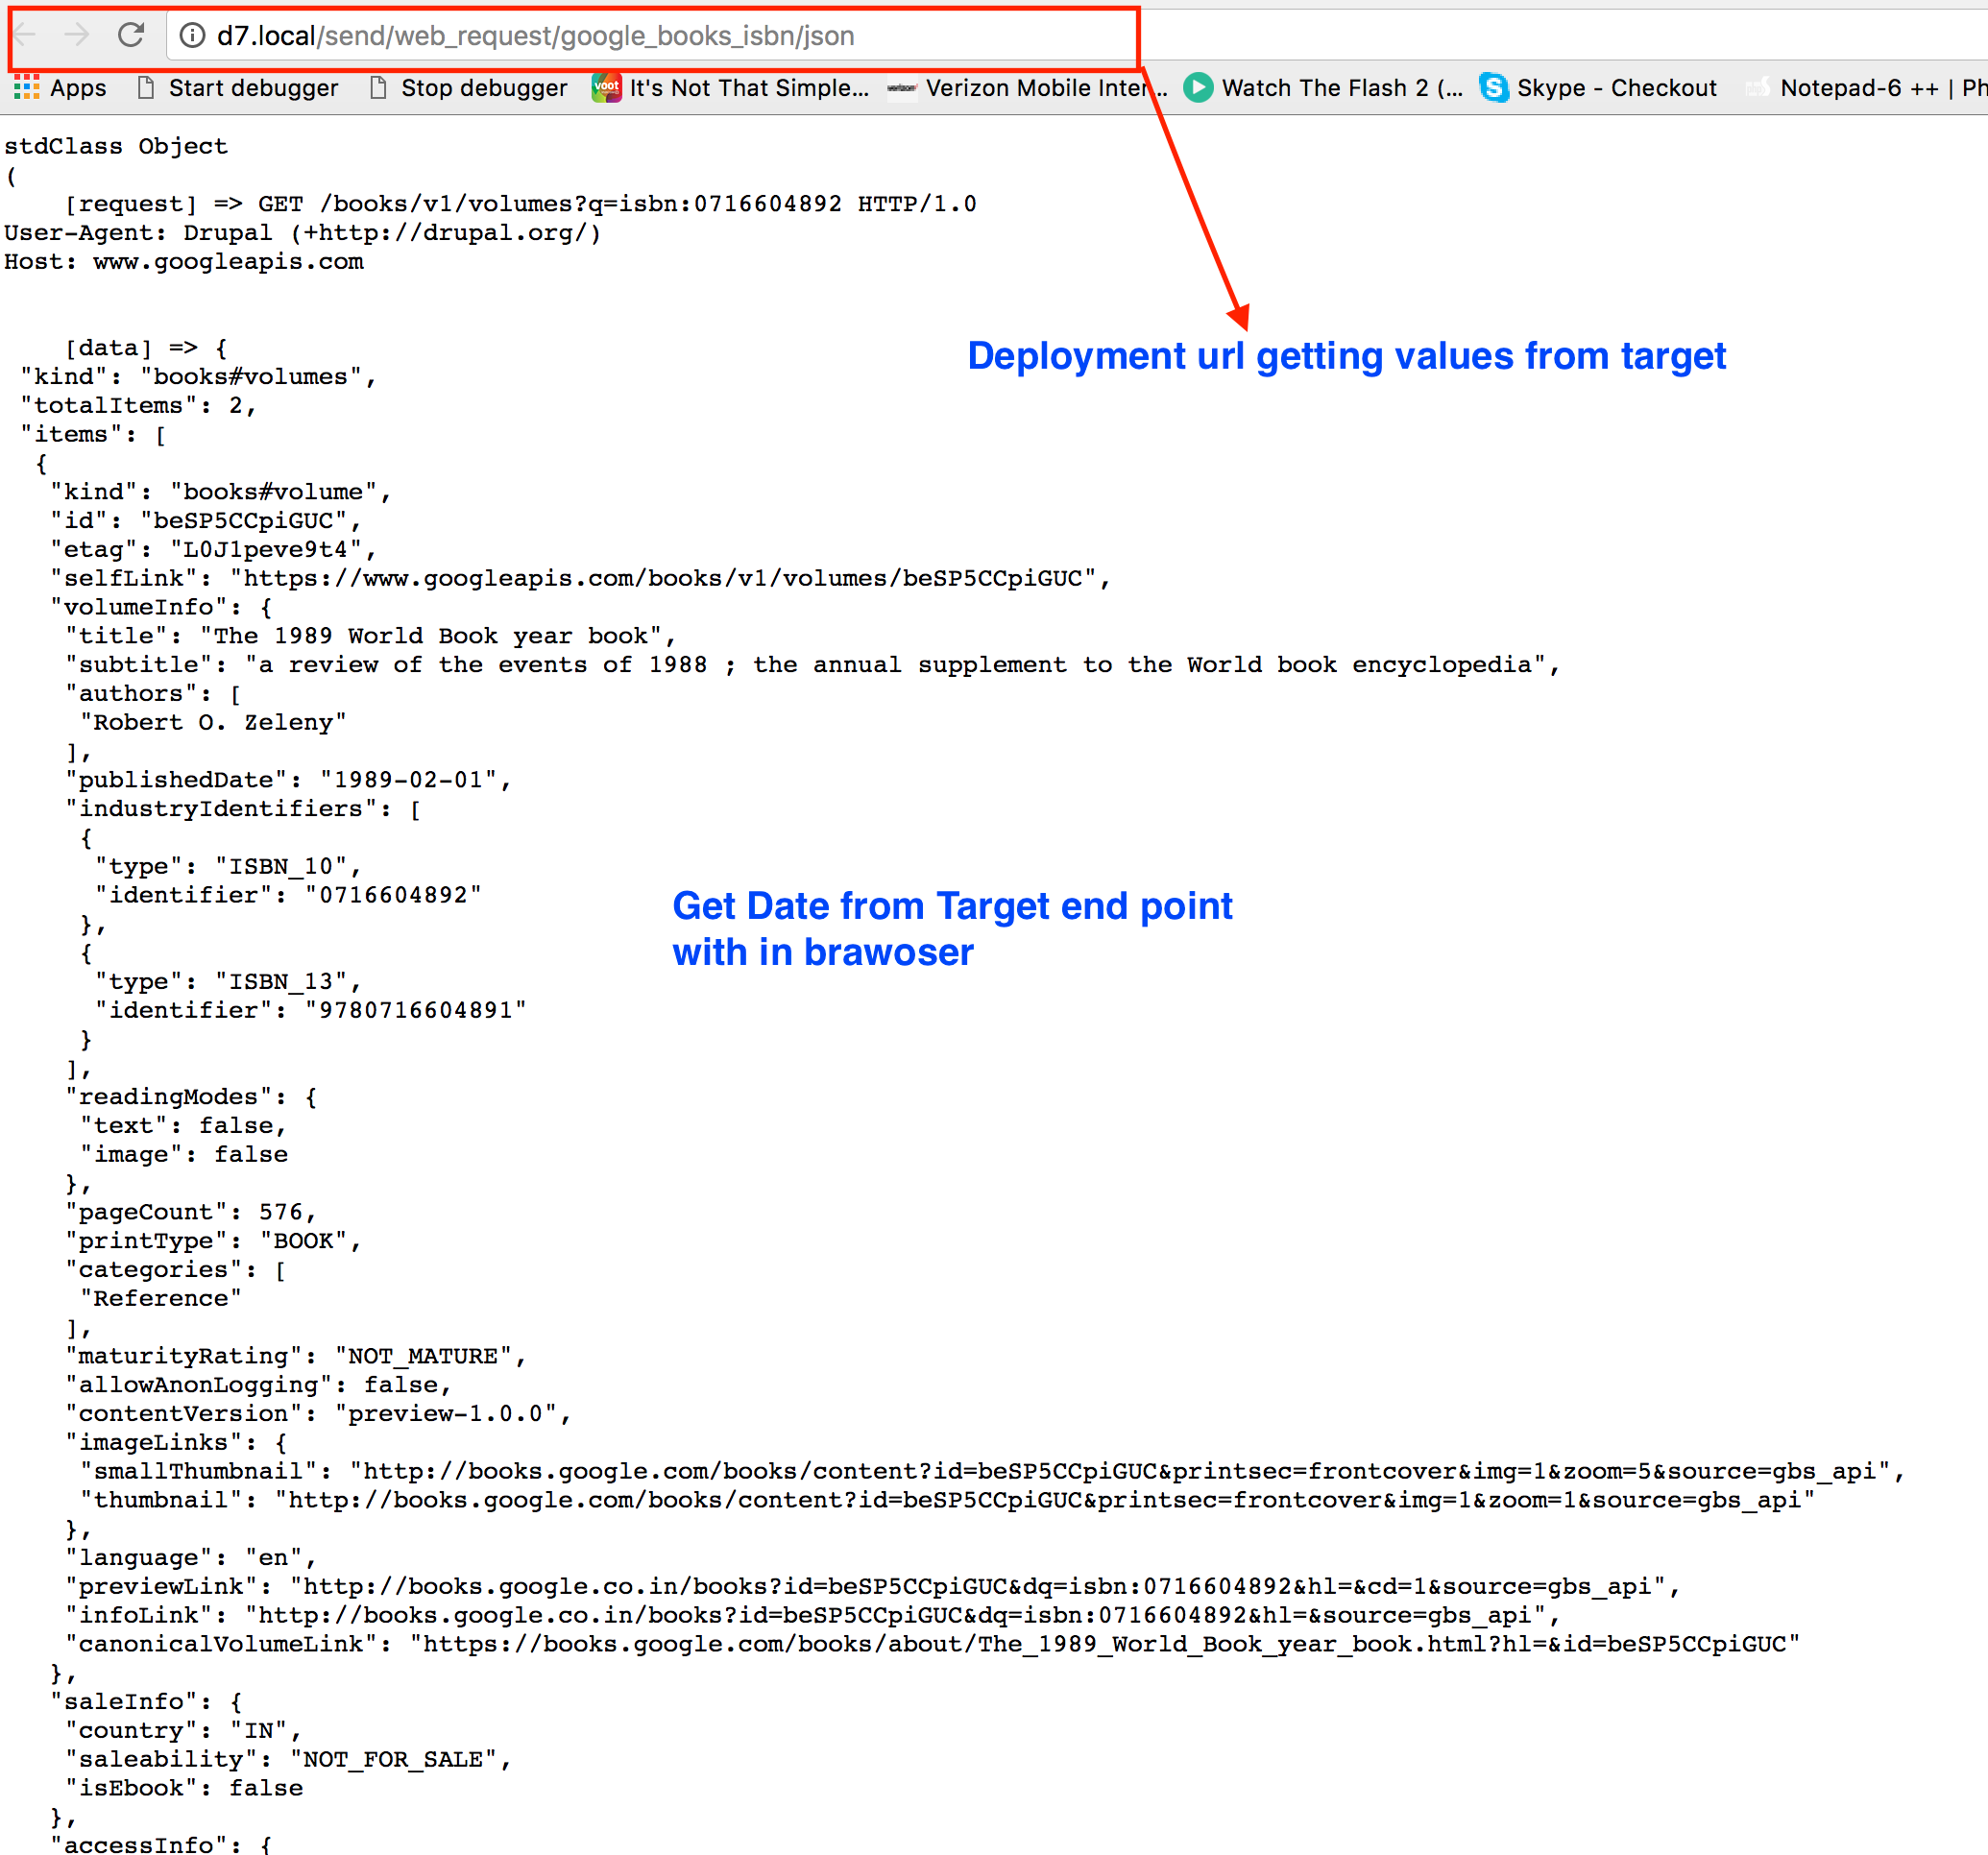 d7.local/send/web_request/google_books_isbn/json
Apps Start debugger Stop debugger voot It's Not That Simple... Verizon Mobile Inter... Watch The Flash 2 (... Skype - Checkout Notepad-6 ++ | Ph
stdClass Object
(
[request] => GET /books/v1/volumes?q=isbn:0716604892 HTTP/1.0
User-Agent: Drupal (+http://drupal.org/)
Host: www.googleapis.com
[data] => {
Deployment url getting values from target
"kind": "books#volumes",
"totalItems": 2,
"items": [
{
"kind": "books#volume",
"id": "beSP5CCpiGUC",
"etag": "L0J1peve9t4",
"selfLink": "https://www.googleapis.com/books/v1/volumes/beSP5CCpiGUC",
"volumeInfo": {
"title": "The 1989 World Book year book",
"subtitle": "a review of the events of 1988 ; the annual supplement to the World book encyclopedia",
"authors": [
"Robert O. Zeleny"
],
"publishedDate": "1989-02-01",
"industryIdentifiers": [
{
"type": "ISBN_10",
"identifier": "0716604892"
Get Date from Target end point
with in brawoser
},
{
"type": "ISBN_13",
"identifier": "9780716604891"
}
],
"readingModes": {
"text": false,
"image": false
},
"pageCount": 576,
"printType": "BOOK",
"categories": [
"Reference"
],
"maturityRating": "NOT_MATURE",
"allowAnonLogging": false,
"contentVersion": "preview-1.0.0",
"imageLinks": {
"smallThumbnail": "http://books.google.com/books/content?id=beSP5CCpiGUC&printsec=frontcover&img=1&zoom=5&source=gbs_api",
"thumbnail": "http://books.google.com/books/content?id=beSP5CCpiGUC&printsec=frontcover&img=1&zoom=1&source=gbs_api"
},
"language": "en",
"previewLink": "http://books.google.co.in/books?id=beSP5CCpiGUC&dq=isbn:0716604892&hl=&cd=1&source=gbs_api",
"infoLink": "http://books.google.co.in/books?id=beSP5CCpiGUC&dq=isbn:0716604892&hl=&source=gbs_api",
"canonicalVolumeLink": "https://books.google.com/books/about/The_1989_World_Book_year_book.html?hl=&id=beSP5CCpiGUC"
},
"saleInfo": {
"country": "IN",
"saleability": "NOT_FOR_SALE",
"isEbook": false
},
"accessInfo": {